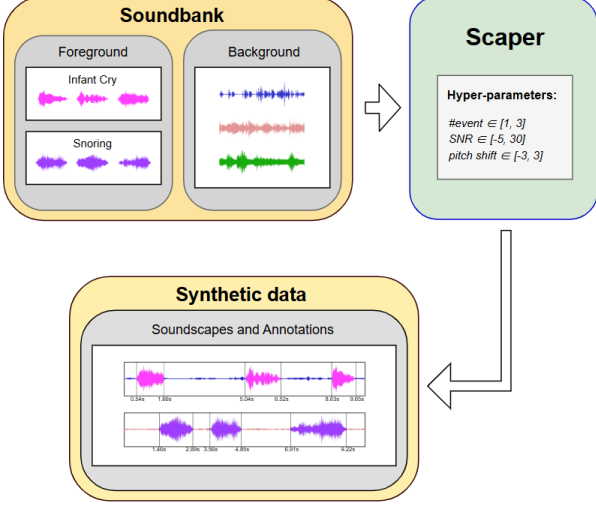 Soundbank
Foreground
Infant Cry
Snoring
Background
Scaper
Hyper-parameters:
#event ∈ [1, 3]
SNR ∈ [-5, 30]
pitch shift ∈ [-3, 3]
Synthetic data
Soundscapes and Annotations
0.54s 1.66s 5.04s 6.52s 8.63s 9.65s
1.46s 2.89s 3.56s 4.85s 6.91s 9.22s